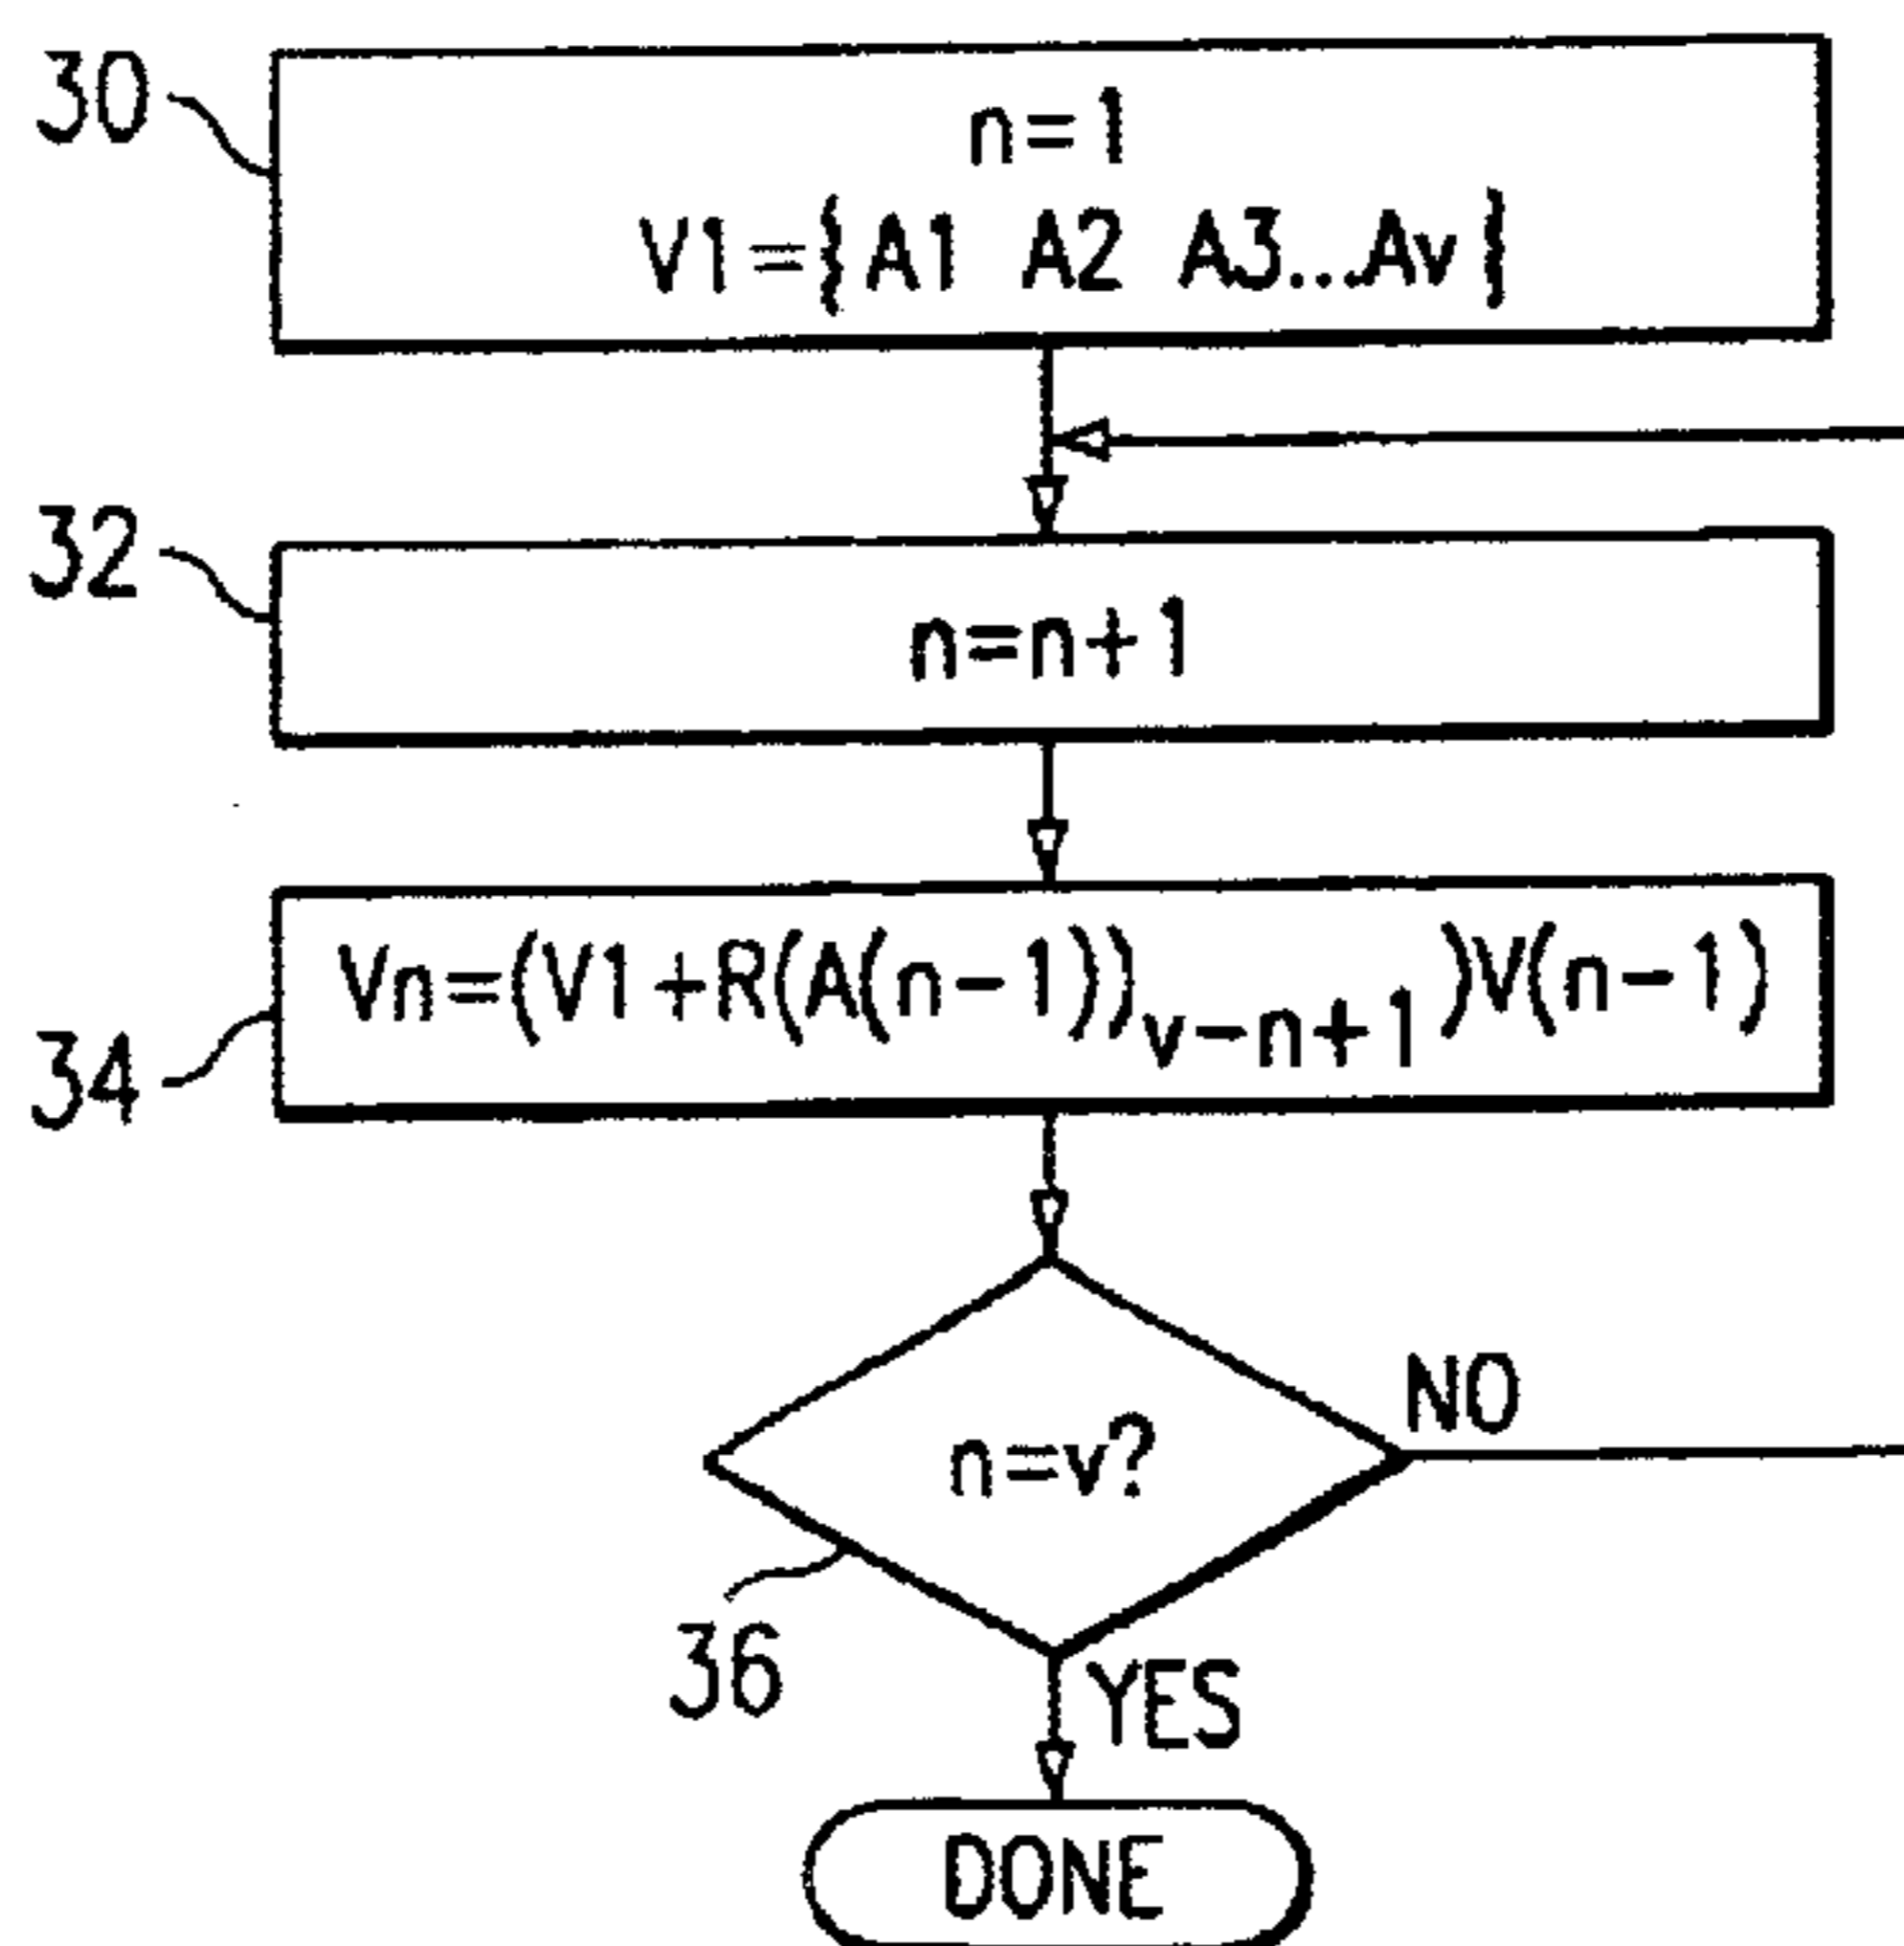 30
n=1
V1={A1 A2 A3...Av}
32
n=n+1
34
Vn=(V1+R(A(n-1))v-n+1)V(n-1)
n=v?
NO
36
YES
DONE